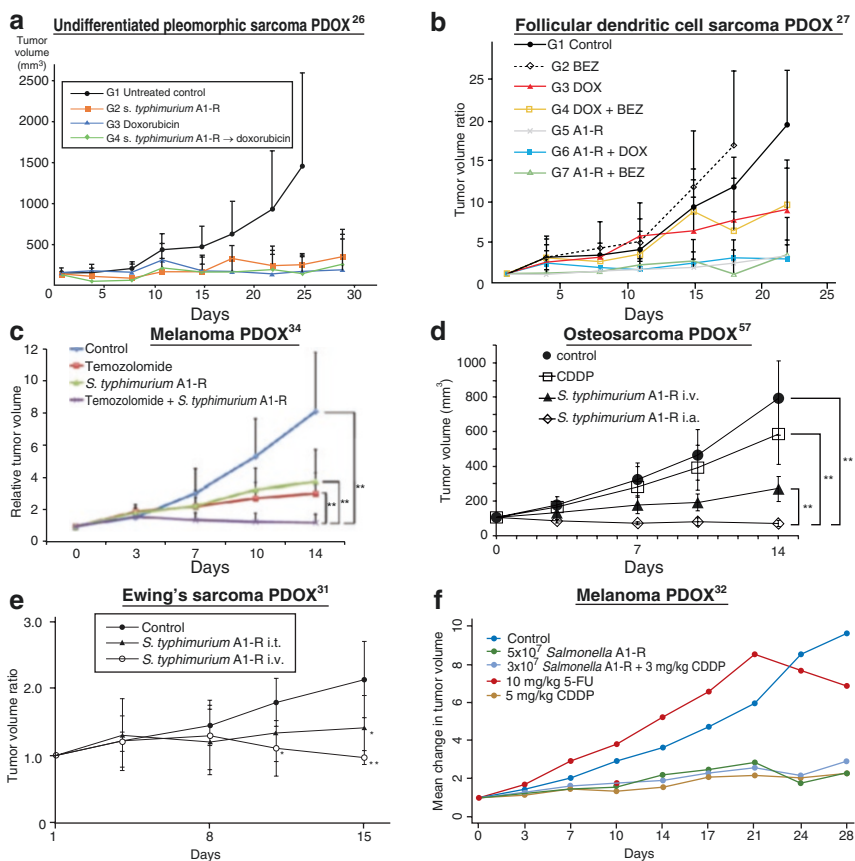 a
Undifferentiated pleomorphic sarcoma PDOX26
Tumor
volume
(mm3)
2500
2000
1500
1000
500
0
5
10
15
20
25
30
Days
G1 Untreated control
G2 s. typhimurium A1-R
G3 Doxorubicin
G4 s. typhimurium A1-R → doxorubicin
b
Follicular dendritic cell sarcoma PDOX 27
G1 Control
G2 BEZ
G3 DOX
G4 DOX + BEZ
G5 A1-R
G6 A1-R + DOX
G7 A1-R + BEZ
Tumor volume ratio
25
20
15
10
5
0
5
10
15
20
25
Days
c
Melanoma PDOX34
Control
Temozolomide
S. typhimurium A1-R
Temozolomide + S. typhimurium A1-R
Relative tumor volume
12
10
8
6
4
2
0
0
3
7
10
14
Days
**
**
**
d
Osteosarcoma PDOX57
control
CDDP
S. typhimurium A1-R i.v.
S. typhimurium A1-R i.a.
Tumor volume (mm3)
1000
800
600
400
200
0
0
7
14
Days
**
**
**
e
Ewing's sarcoma PDOX31
Control
S. typhimurium A1-R i.t.
S. typhimurium A1-R i.v.
Tumor volume ratio
3.0
2.0
1.0
0
1
8
15
Days
*
*
**
f
Melanoma PDOX32
Control
5x107 Salmonella A1-R
3x107 Salmonella A1-R + 3 mg/kg CDDP
10 mg/kg 5-FU
5 mg/kg CDDP
Mean change in tumor volume
10
8
6
4
2
0
0
3
7
10
14
17
21
24
28
Days